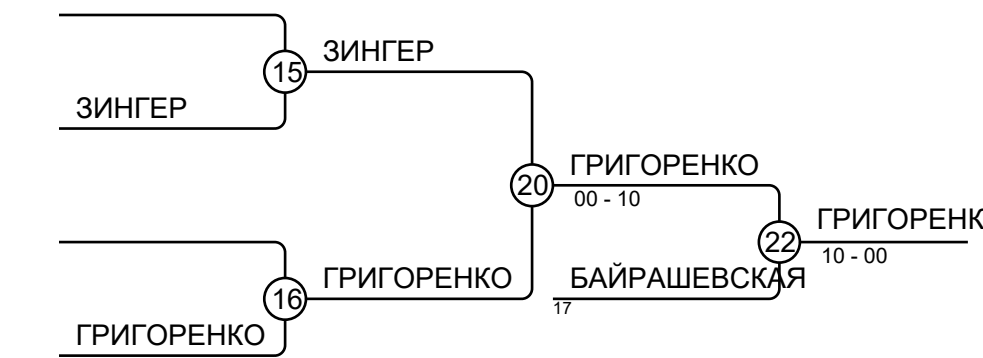 ЗИНГЕР
15
ЗИНГЕР
ГРИГОРЕНКО
20
00 - 10
ГРИГОРЕНК
22
10 - 00
ГРИГОРЕНКО
БАЙРАШЕВСКАЯ
16
17
ГРИГОРЕНКО